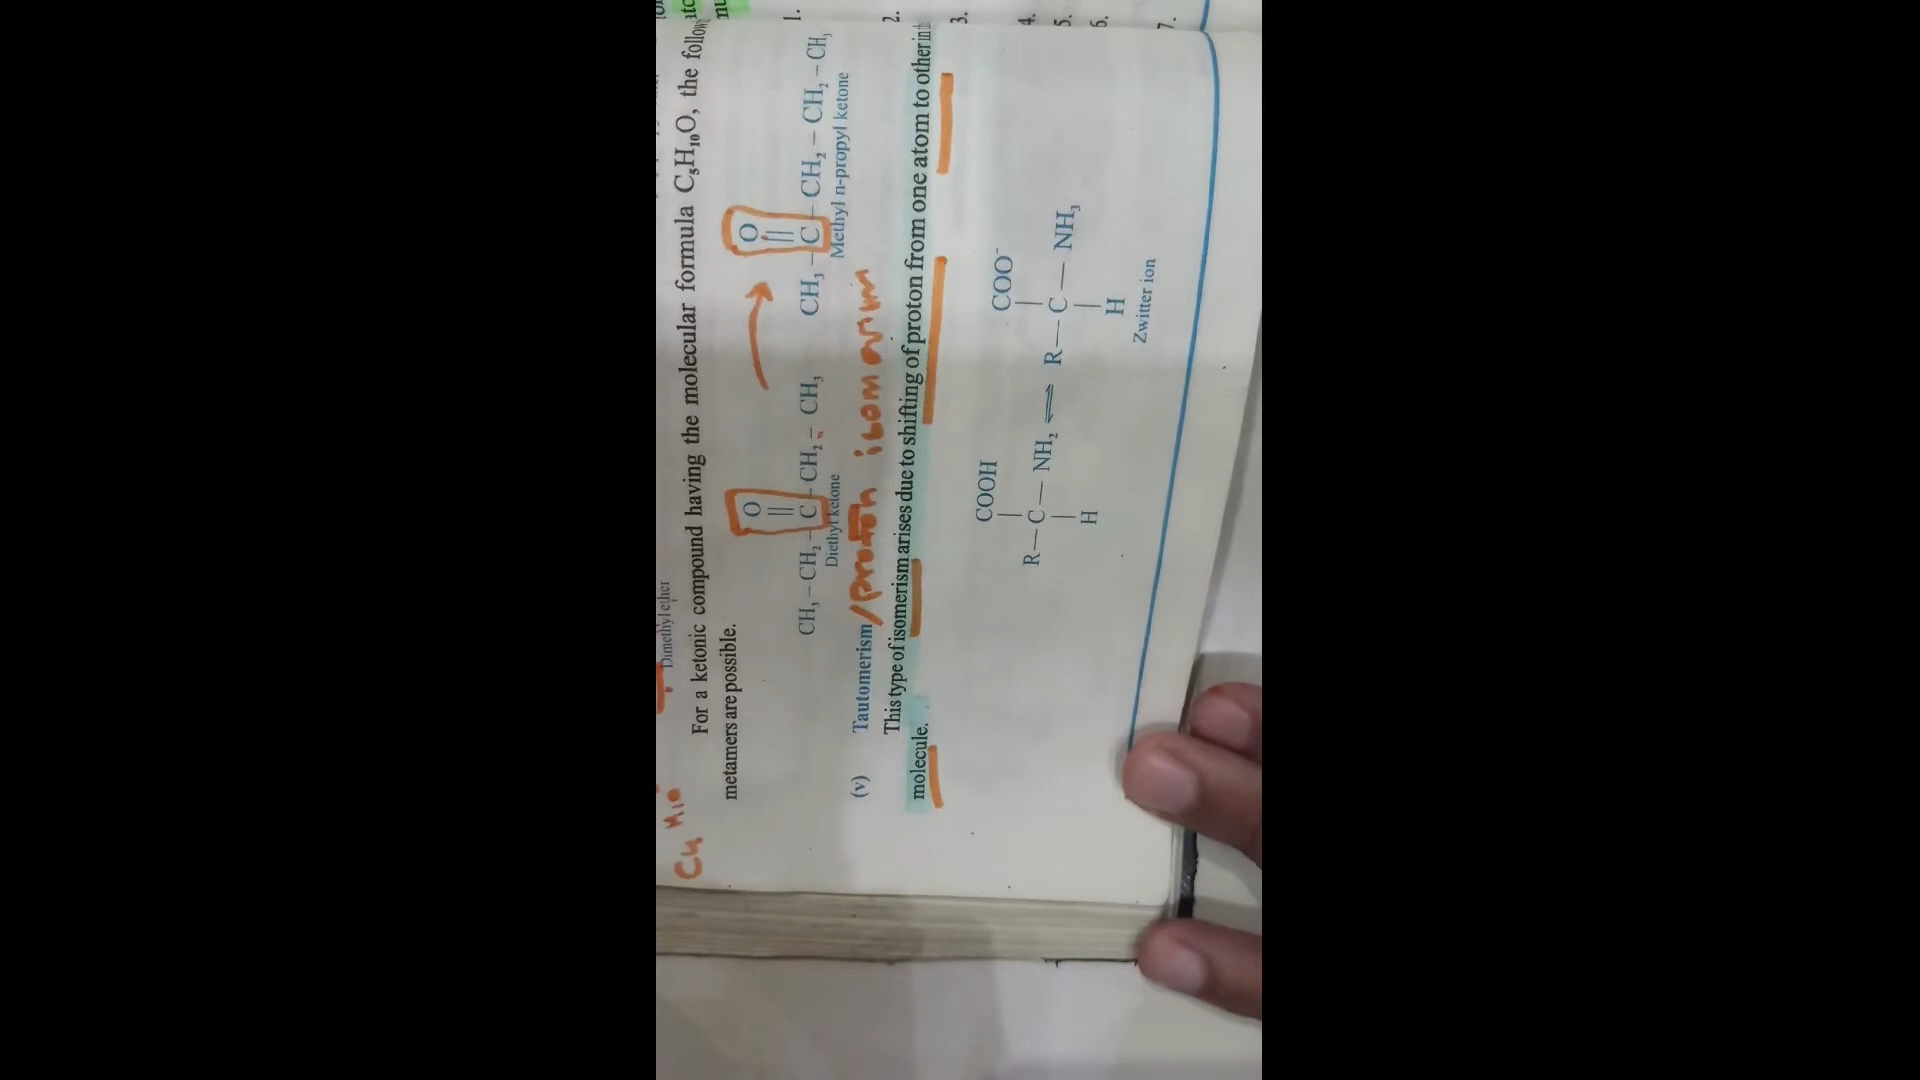 C4 H10
Dimethyl ether
For a ketonic compound having the molecular formula C₅H₁₀O, the follow
metamers are possible.
O O
|| ||
CH₃ – CH₂ – C – CH₂ – CH₃ CH₃ – C – CH₂ – CH₂ – CH₃
Diethyl ketone Methyl n-propyl ketone
(v) Tautomerism /proton isomerism
This type of isomerism arises due to shifting of proton from one atom to other in
molecule.
COOH COO⁻
| |
R — C — NH₂ ⇌ R — C — NH₃
| |
H H
Zwitter ion
1.
2.
3.
4.
5.
6.
7.